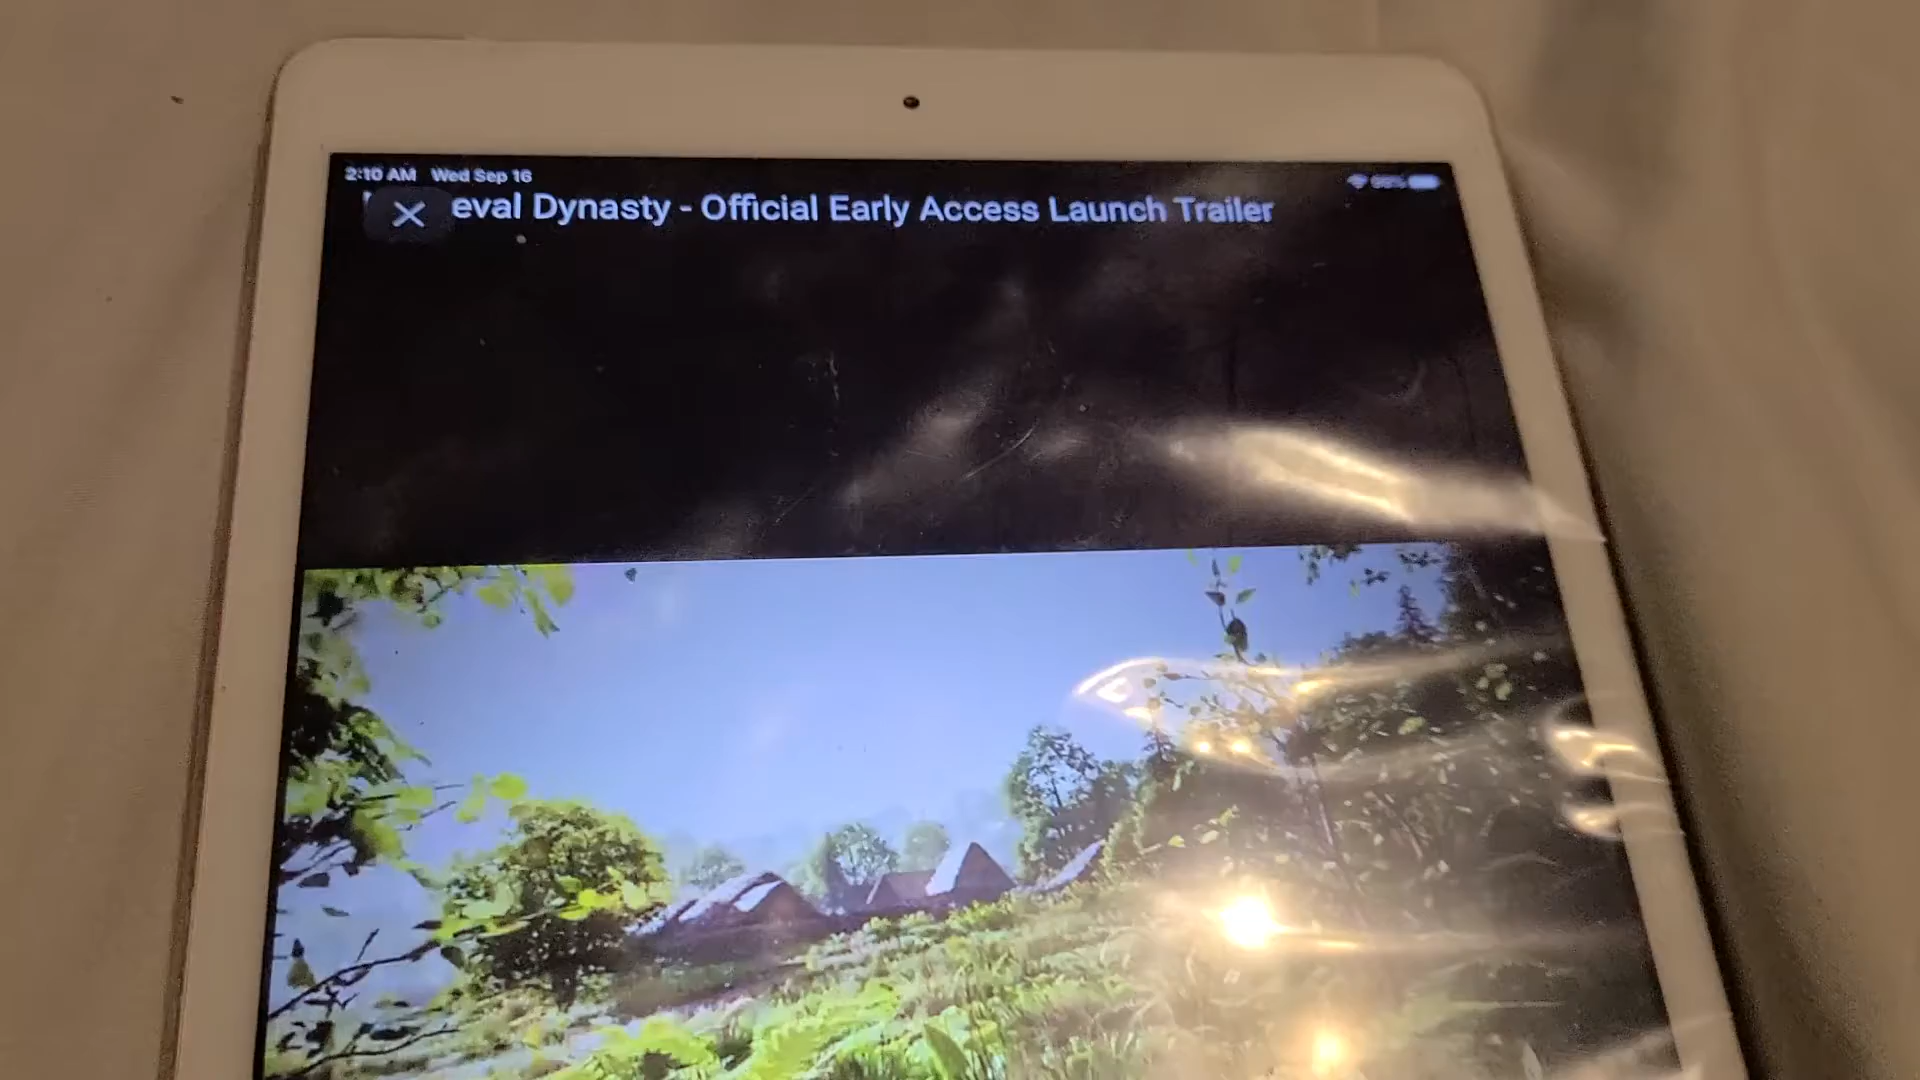 2:10 AM Wed Sep 16
eval Dynasty - Official Early Access Launch Trailer